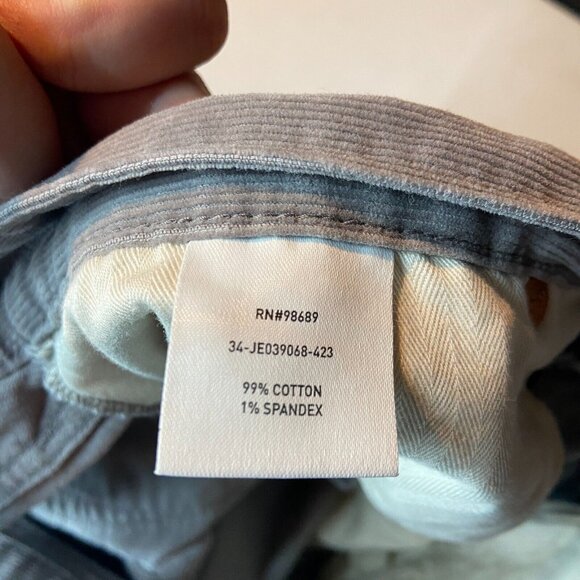 RN#98689
34-JE039068-423
99% COTTON
1% SPANDEX